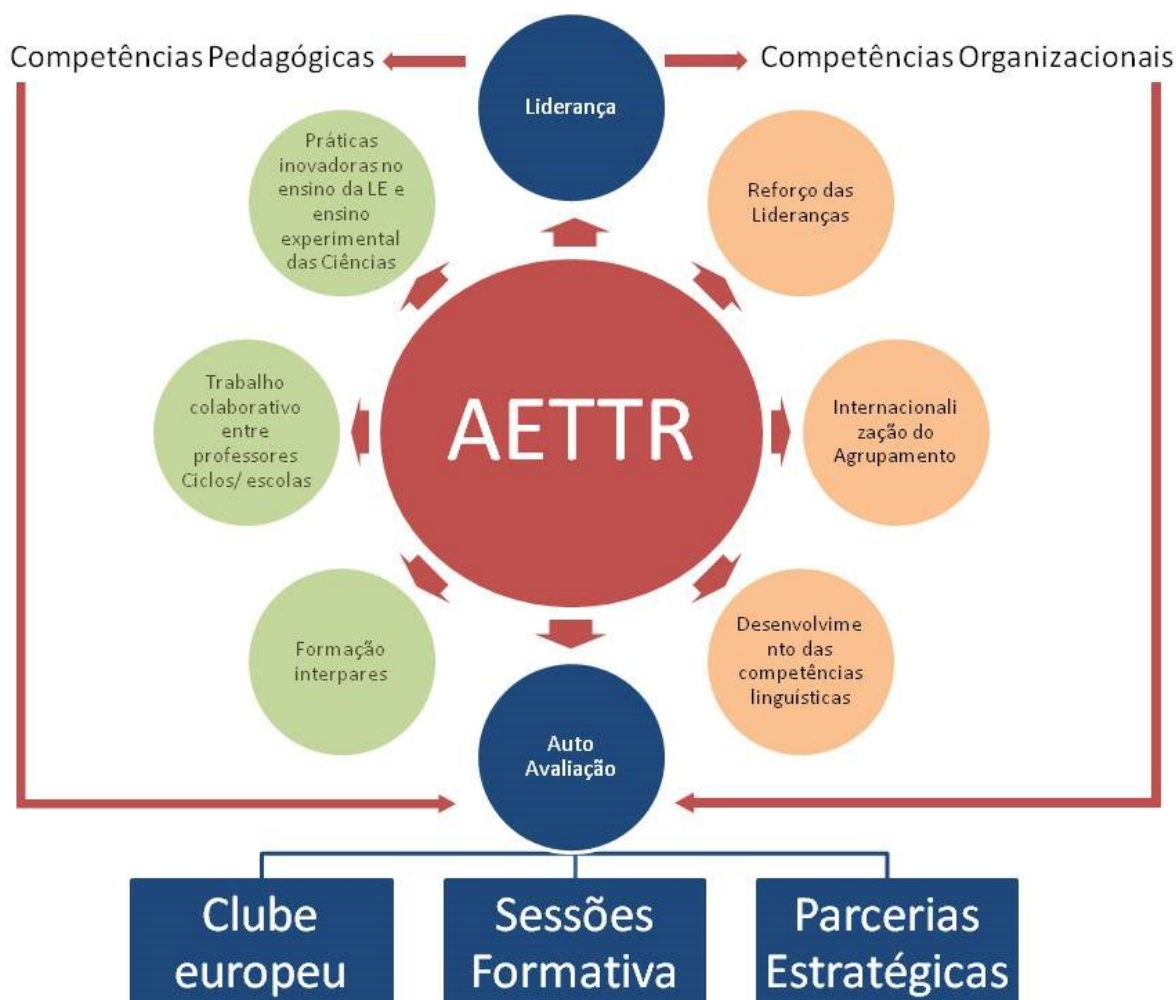 Competências Pedagógicas
Liderança
Competências Organizacionais
Práticas
inovadoras no
ensino da LE e
ensino
experimental
das Ciências
Reforço das
Lideranças
AETTR
Trabalho
colaborativo
entre
professores
Ciclos/ escolas
Internacionali
zação do
Agrupamento
Formação
interpares
Desenvolvime
nto das
competências
linguísticas
Auto
Avaliação
Clube
europeu
Sessões
Formativa
Parcerias
Estratégicas